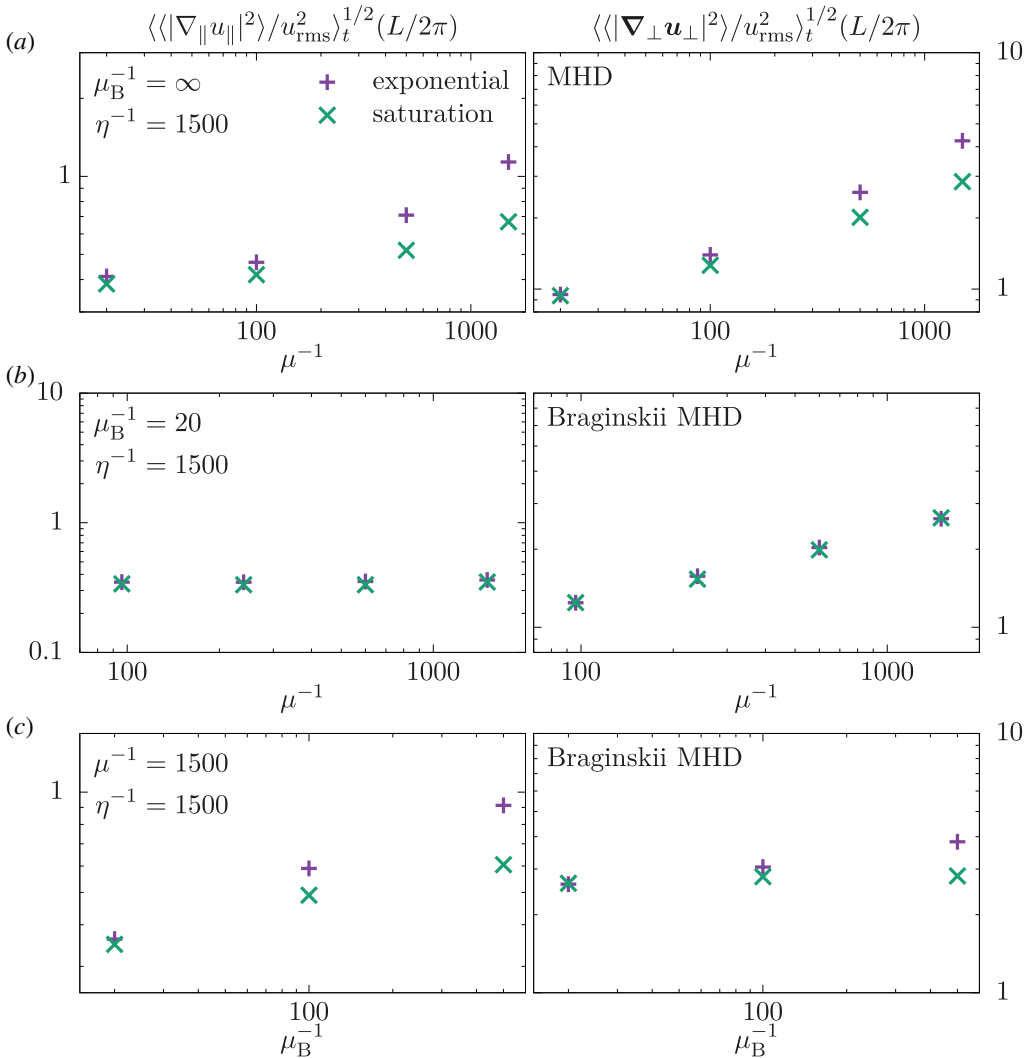 ⟨⟨|∇∥u∥|²⟩/u²rms⟩t^1/2(L/2π) ⟨⟨|∇⊥u⊥|²⟩/u²rms⟩t^1/2(L/2π)
(a)
μB⁻¹ = ∞
η⁻¹ = 1500
exponential
saturation
MHD
10
1
1
100 1000 100 1000
μ⁻¹ μ⁻¹
(b)
10
μB⁻¹ = 20
η⁻¹ = 1500
Braginskii MHD
1
0.1
1
100 1000 100 1000
μ⁻¹ μ⁻¹
(c)
μ⁻¹ = 1500
η⁻¹ = 1500
Braginskii MHD
10
1
1
100 100
μB⁻¹ μB⁻¹